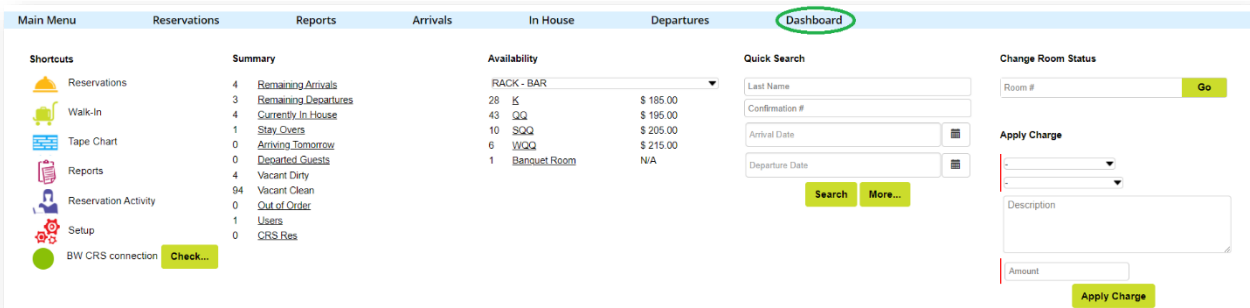 Main Menu Reservations Reports Arrivals In House Departures Dashboard
Shortcuts
Reservations
Walk-In
Tape Chart
Reports
Reservation Activity
Setup
BW CRS connection Check...
Summary
4 Remaining Arrivals
3 Remaining Departures
4 Currently In House
1 Stay Overs
0 Arriving Tomorrow
0 Departed Guests
4 Vacant Dirty
94 Vacant Clean
0 Out of Order
1 Users
0 CRS Res
Availability
RACK - BAR
28 K $ 185.00
43 QQ $ 195.00
10 SQQ $ 205.00
6 WQQ $ 215.00
1 Banquet Room N/A
Quick Search
Last Name
Confirmation #
Arrival Date
Departure Date
Search More...
Change Room Status
Room # Go
Apply Charge
-
-
Description
Amount
Apply Charge